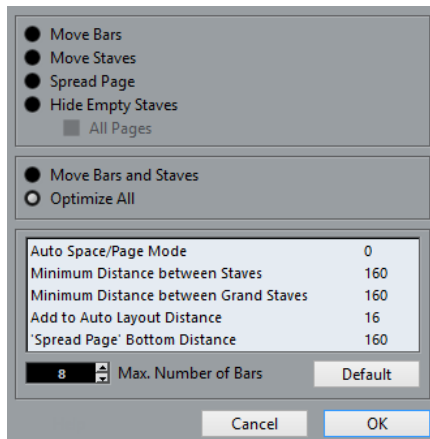 Move Bars
Move Staves
Spread Page
Hide Empty Staves
All Pages
Move Bars and Staves
Optimize All
Auto Space/Page Mode 0
Minimum Distance between Staves 160
Minimum Distance between Grand Staves 160
Add to Auto Layout Distance 16
'Spread Page' Bottom Distance 160
8 Max. Number of Bars Default
Cancel OK